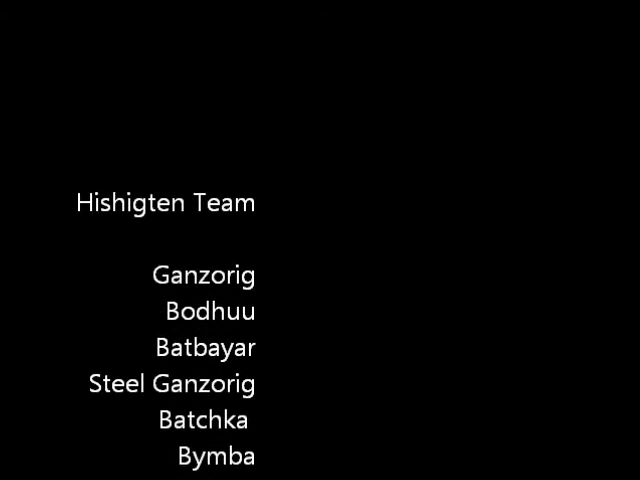 Hishigten Team
Ganzorig
Bodhuu
Batbayar
Steel Ganzorig
Batchka
Bymba